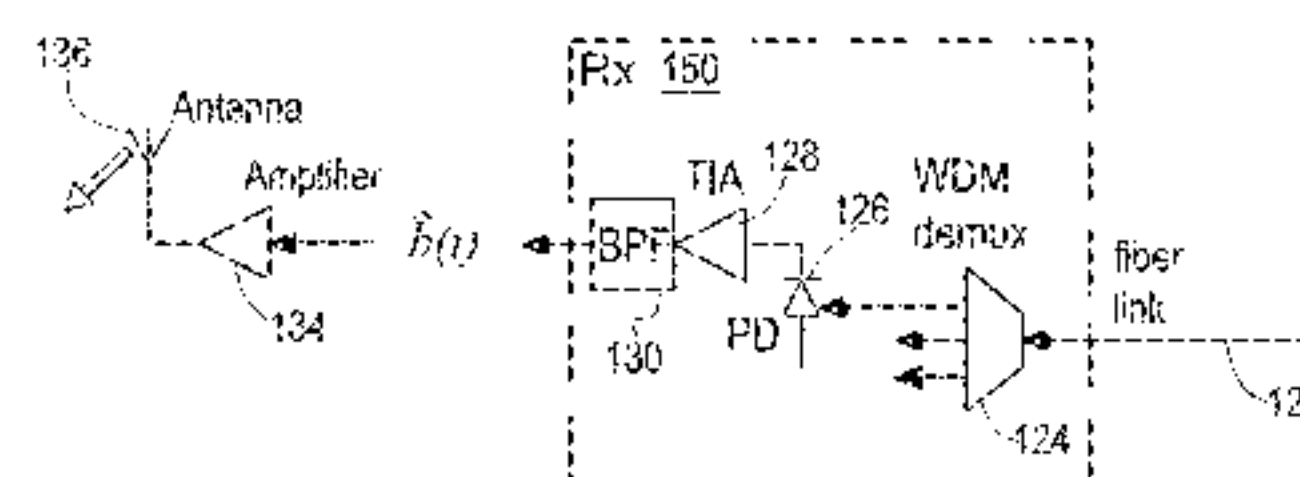 136
Rx 150
Antenna
Amplifier
TIA
128
WDM
demux
126
b̂(t)
BPF
fiber
link
134
PD
130
124